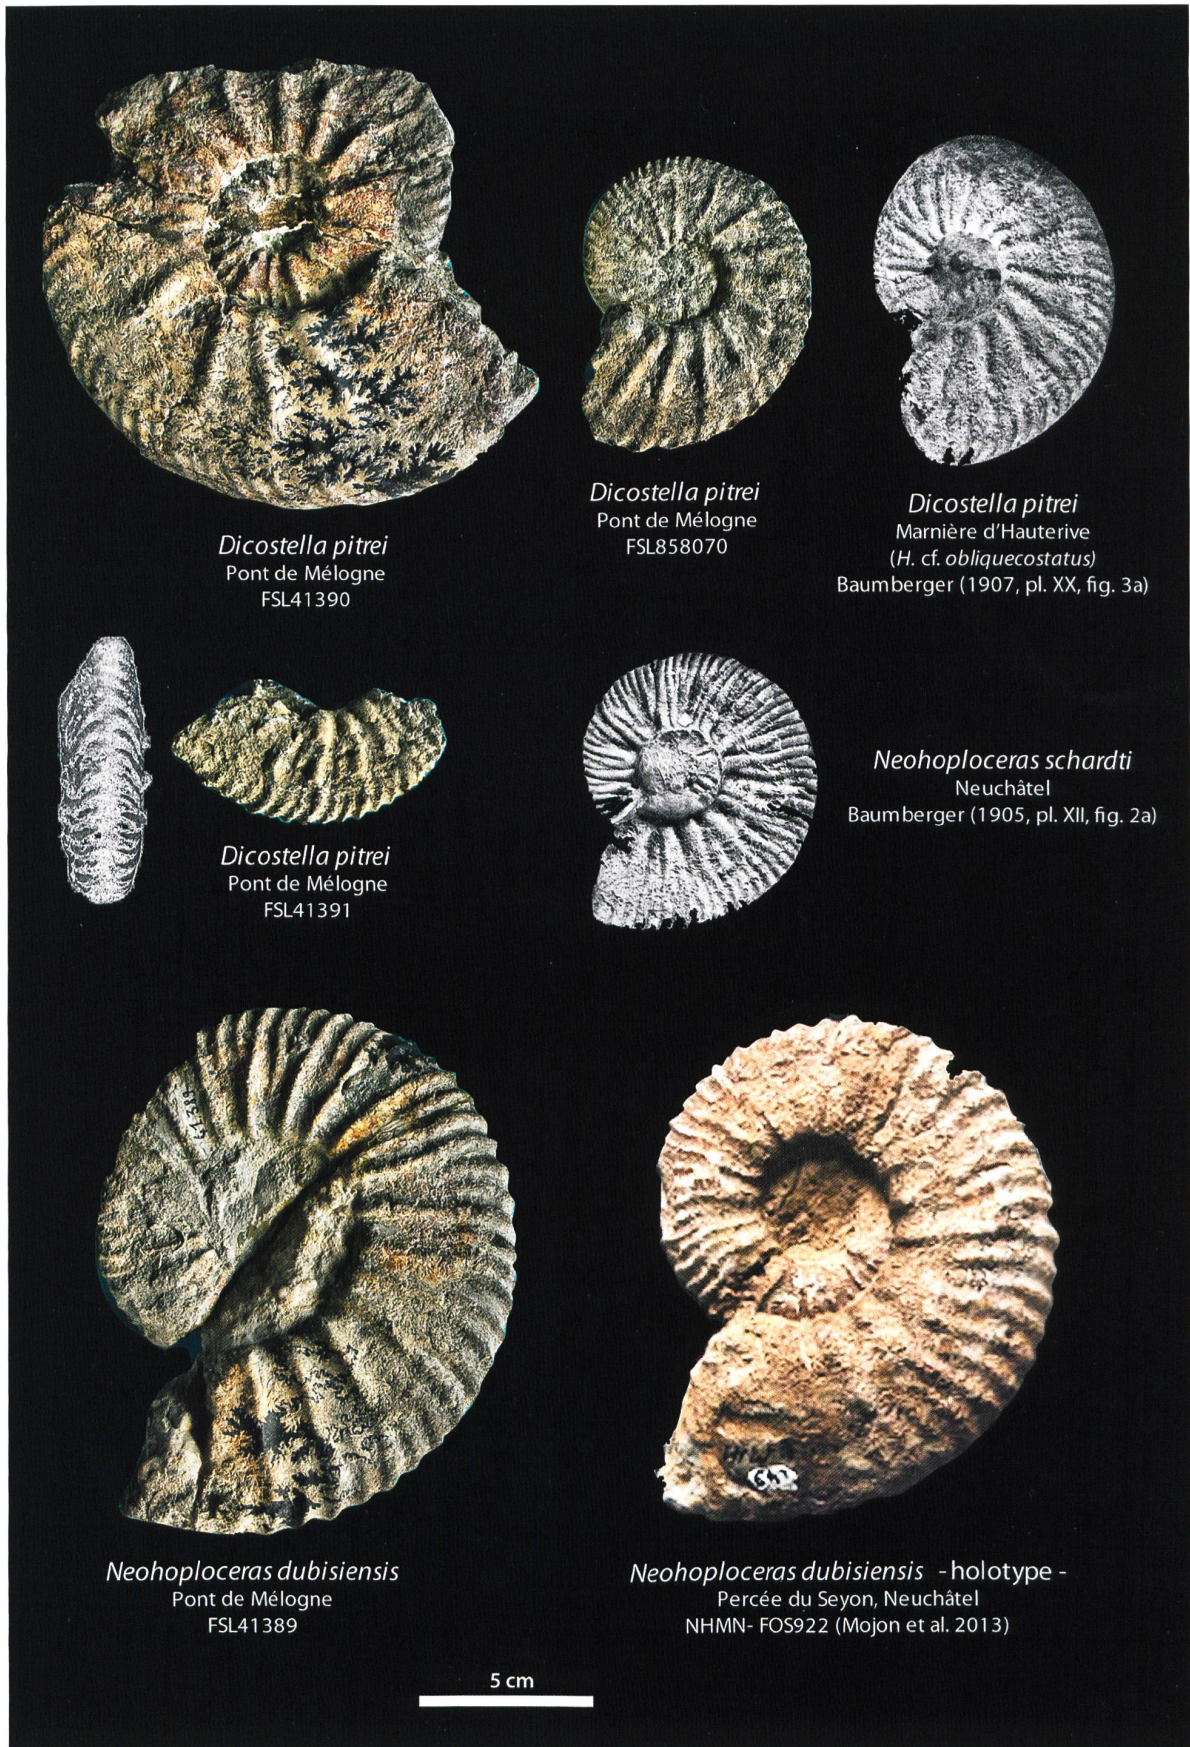 Dicostella pitrei
Pont de Mélogne
FSL41390
Dicostella pitrei
Pont de Mélogne
FSL858070
Dicostella pitrei
Marnière d'Hauterive
(H. cf. obliquecostatus)
Baumberger (1907, pl. XX, fig. 3a)
Dicostella pitrei
Pont de Mélogne
FSL41391
Neohoploceras schardti
Neuchâtel
Baumberger (1905, pl. XII, fig. 2a)
41389
Neohoploceras dubisiensis
Pont de Mélogne
FSL41389
Neohoploceras dubisiensis - holotype -
Percée du Seyon, Neuchâtel
NHMN- FOS922 (Mojon et al. 2013)
5 cm